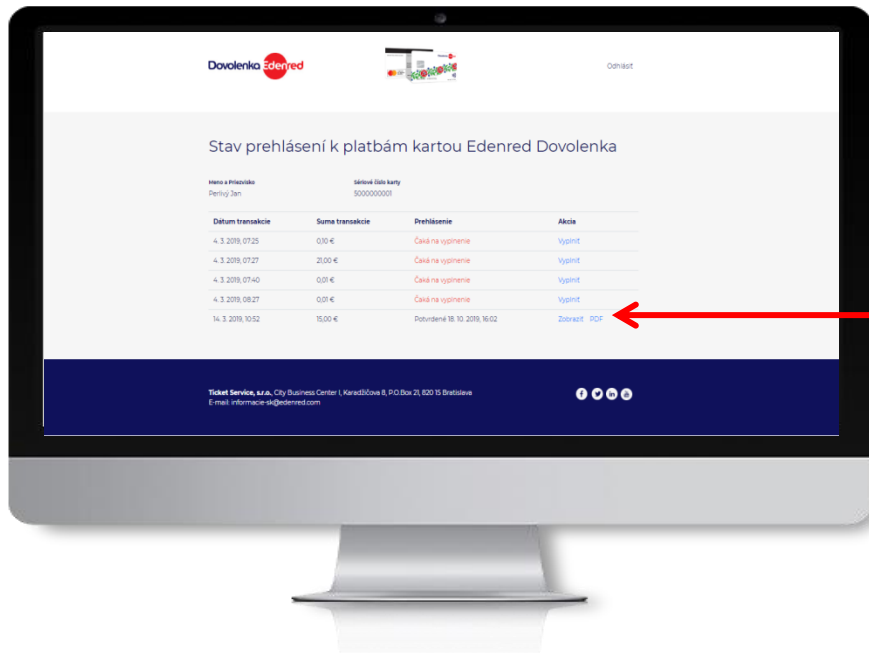 Dovolenka Edenred
Odhlásiť
Stav prehlásení k platbám kartou Edenred Dovolenka
Meno a Priezvisko Sériové číslo karty
Perlivý Jan 5000000001
Dátum transakcie Suma transakcie Prehlásenie Akcia
4. 3. 2019, 07:25 0,10 € Čaká na vyplnenie Vyplniť
4. 3. 2019, 07:27 21,00 € Čaká na vyplnenie Vyplniť
4. 3. 2019, 07:40 0,01 € Čaká na vyplnenie Vyplniť
4. 3. 2019, 08:27 0,01 € Čaká na vyplnenie Vyplniť
14. 3. 2019, 10:52 15,00 € Potvrdené 18. 10. 2019, 16:02 Zobraziť PDF
Ticket Service, s.r.o., City Business Center I, Karadžičova 8, P.O.Box 21, 820 15 Bratislava
E-mail: informacie-sk@edenred.com